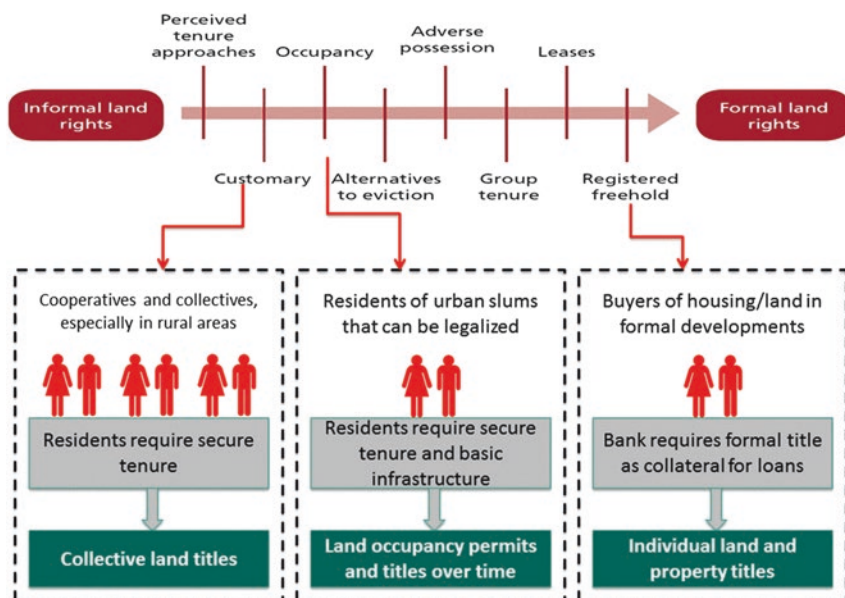 Perceived
tenure
approaches
Occupancy
Adverse
possession
Leases
Informal land
rights
Formal land
rights
Customary
Alternatives
to eviction
Group
tenure
Registered
freehold
Cooperatives and collectives,
especially in rural areas
Residents require secure
tenure
Collective land titles
Residents of urban slums
that can be legalized
Residents require secure
tenure and basic
infrastructure
Land occupancy permits
and titles over time
Buyers of housing/land in
formal developments
Bank requires formal title
as collateral for loans
Individual land and
property titles